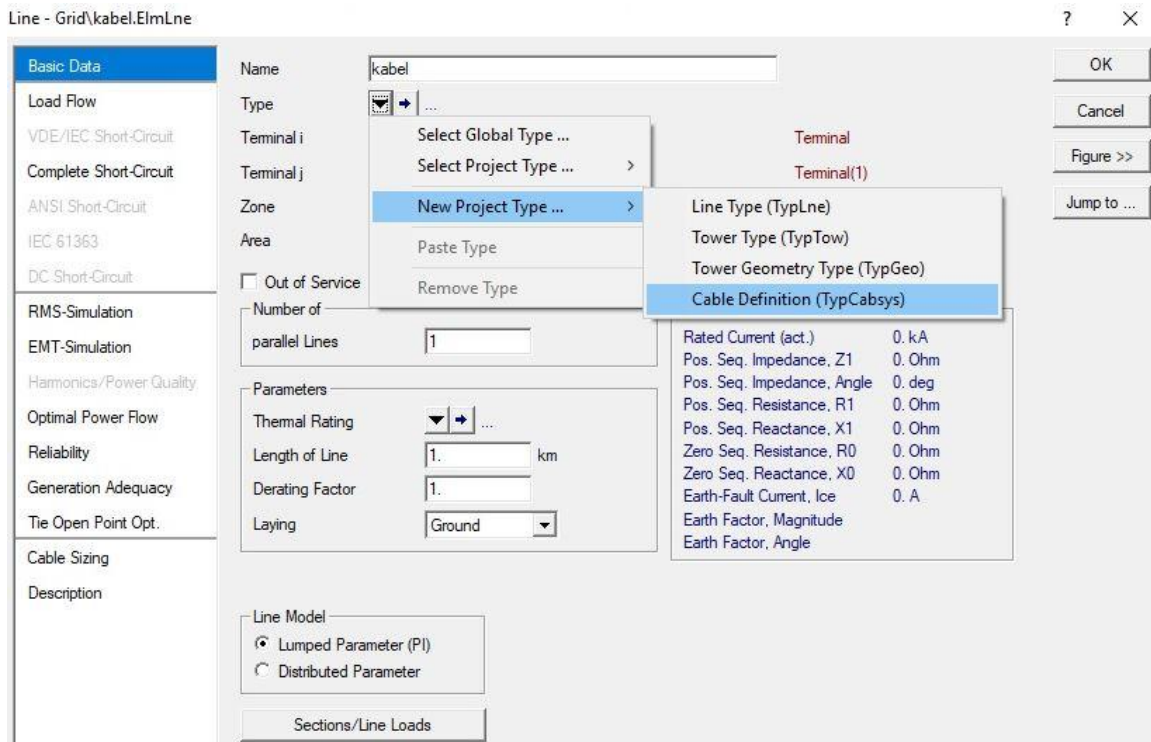 Line - Grid\kabel.ElmLne ? ×
Basic Data
Load Flow
VDE/IEC Short-Circuit
Complete Short-Circuit
ANSI Short-Circuit
IEC 61363
DC Short-Circuit
RMS-Simulation
EMT-Simulation
Harmonics/Power Quality
Optimal Power Flow
Reliability
Generation Adequacy
Tie Open Point Opt.
Cable Sizing
Description
Name kabel
Type ...
Terminal i Terminal
Terminal j Terminal(1)
Zone
Area
Select Global Type ...
Select Project Type ... >
New Project Type ... >
Paste Type
Remove Type
Line Type (TypLne)
Tower Type (TypTow)
Tower Geometry Type (TypGeo)
Cable Definition (TypCabsys)
Out of Service
Number of
parallel Lines 1
Parameters
Thermal Rating ...
Length of Line 1. km
Derating Factor 1.
Laying Ground
Rated Current (act.) 0. kA
Pos. Seq. Impedance, Z1 0. Ohm
Pos. Seq. Impedance, Angle 0. deg
Pos. Seq. Resistance, R1 0. Ohm
Pos. Seq. Reactance, X1 0. Ohm
Zero Seq. Resistance, R0 0. Ohm
Zero Seq. Reactance, X0 0. Ohm
Earth-Fault Current, Ice 0. A
Earth Factor, Magnitude
Earth Factor, Angle
Line Model
Lumped Parameter (PI)
Distributed Parameter
Sections/Line Loads
OK
Cancel
Figure >>
Jump to ...